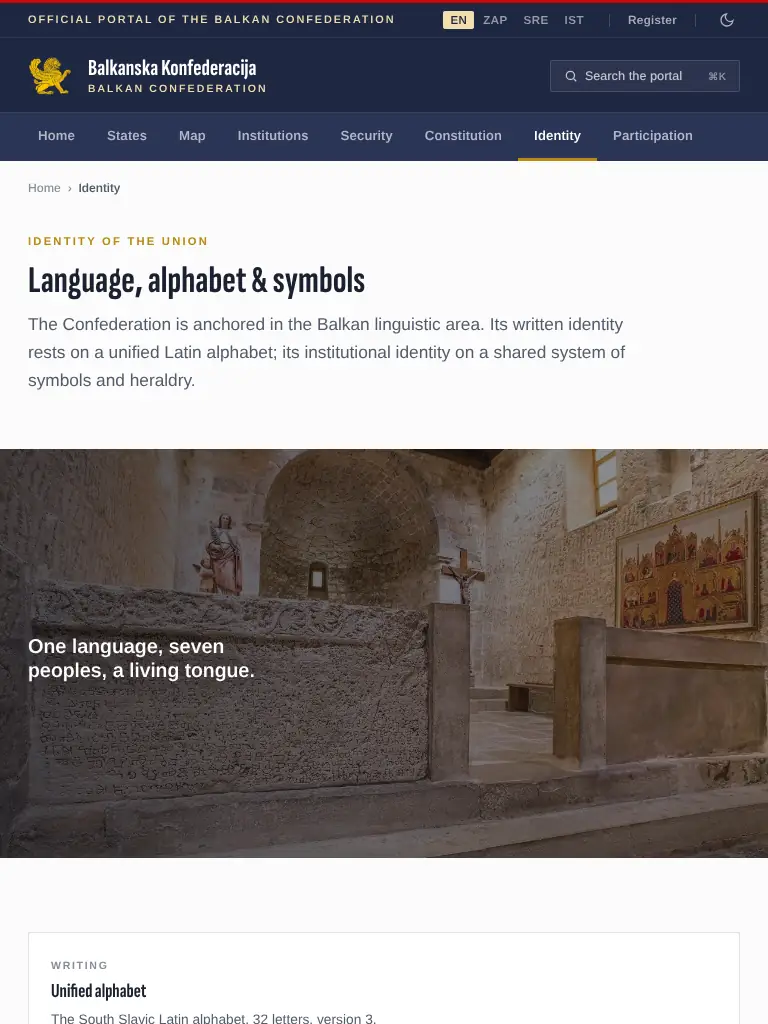 OFFICIAL PORTAL OF THE BALKAN CONFEDERATION
EN ZAP SRE IST Register
Balkanska Konfederacija
BALKAN CONFEDERATION
Search the portal ⌘K
Home States Map Institutions Security Constitution Identity Participation
Home › Identity
IDENTITY OF THE UNION
Language, alphabet & symbols
The Confederation is anchored in the Balkan linguistic area. Its written identity
rests on a unified Latin alphabet; its institutional identity on a shared system of
symbols and heraldry.
One language, seven
peoples, a living tongue.
WRITING
Unified alphabet
The South Slavic Latin alphabet, 32 letters, version 3.